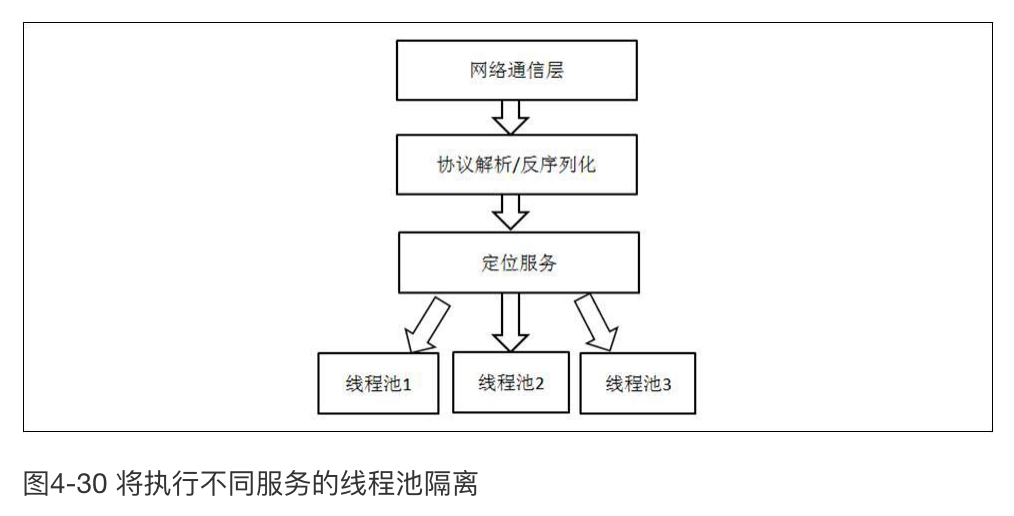 网络通信层
协议解析/反序列化
定位服务
线程池1
线程池2
线程池3
图4-30 将执行不同服务的线程池隔离